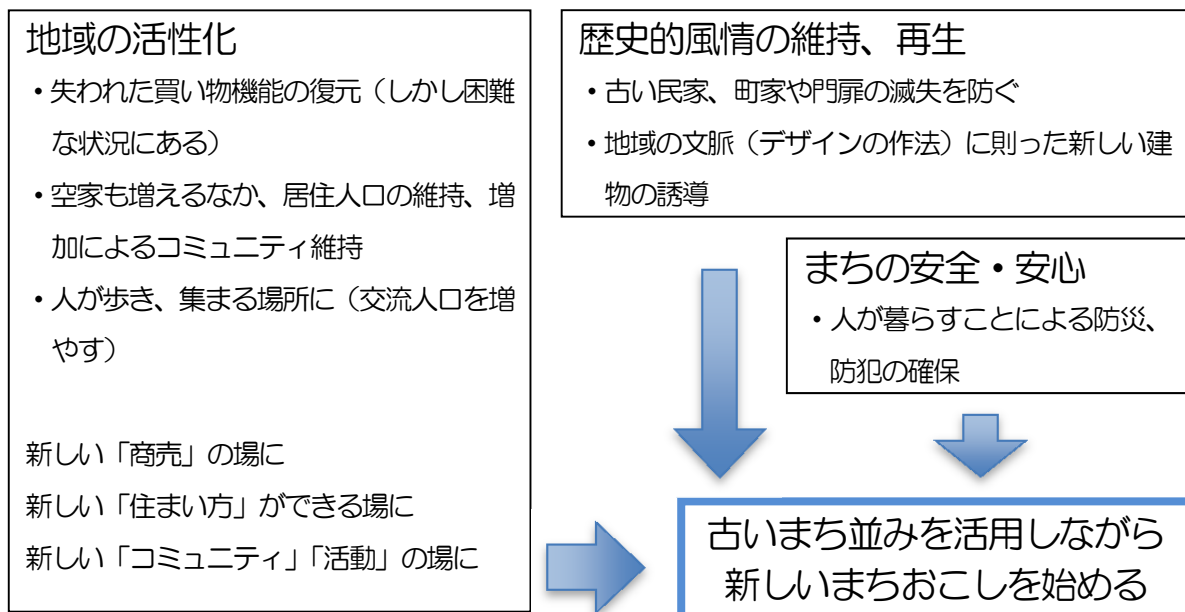 地域の活性化
・失われた買い物機能の復元（しかし困難
な状況にある）
・空家も増えるなか、居住人口の維持、増
加によるコミュニティ維持
・人が歩き、集まる場所に（交流人口を増
やす）
新しい「商売」の場に
新しい「住まい方」ができる場に
新しい「コミュニティ」「活動」の場に
歴史的風情の維持、再生
・古い民家、町家や門扉の滅失を防ぐ
・地域の文脈（デザインの作法）に則った新しい建
物の誘導
まちの安全・安心
・人が暮らすことによる防災、
防犯の確保
古いまち並みを活用しながら
新しいまちおこしを始める